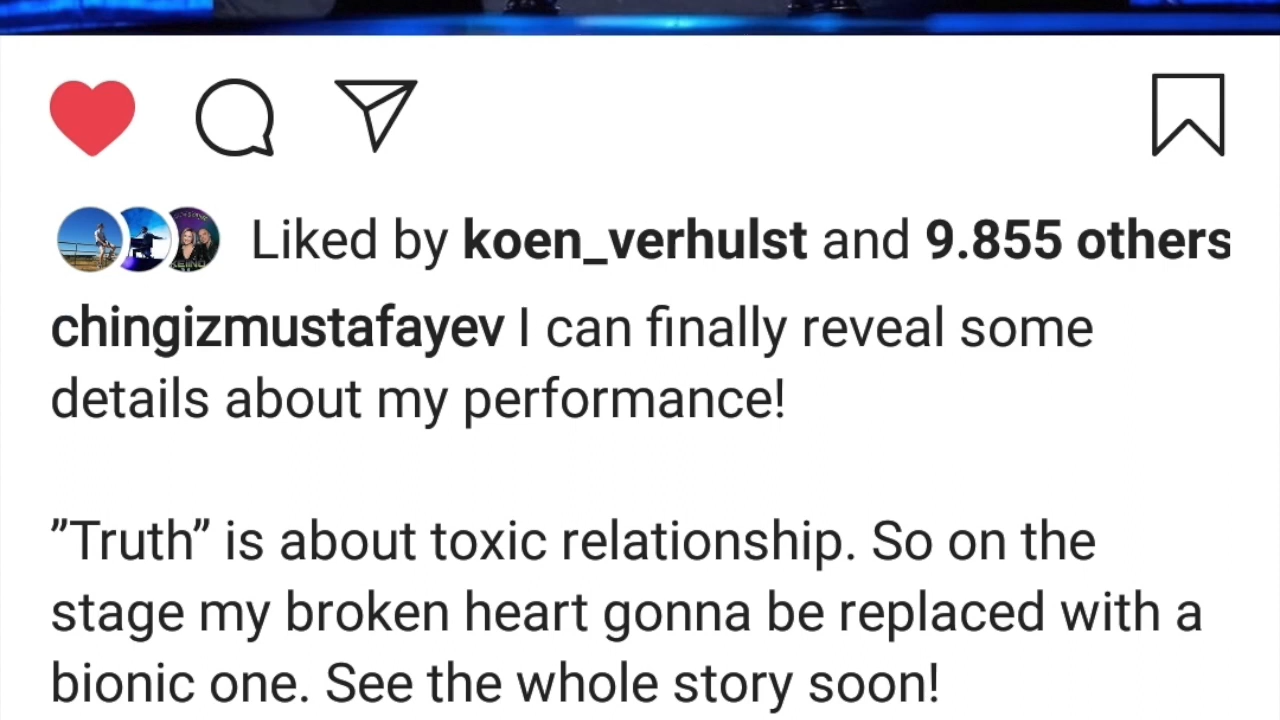 Liked by koen_verhulst and 9.855 others
chingizmustafayev I can finally reveal some
details about my performance!
”Truth” is about toxic relationship. So on the
stage my broken heart gonna be replaced with a
bionic one. See the whole story soon!